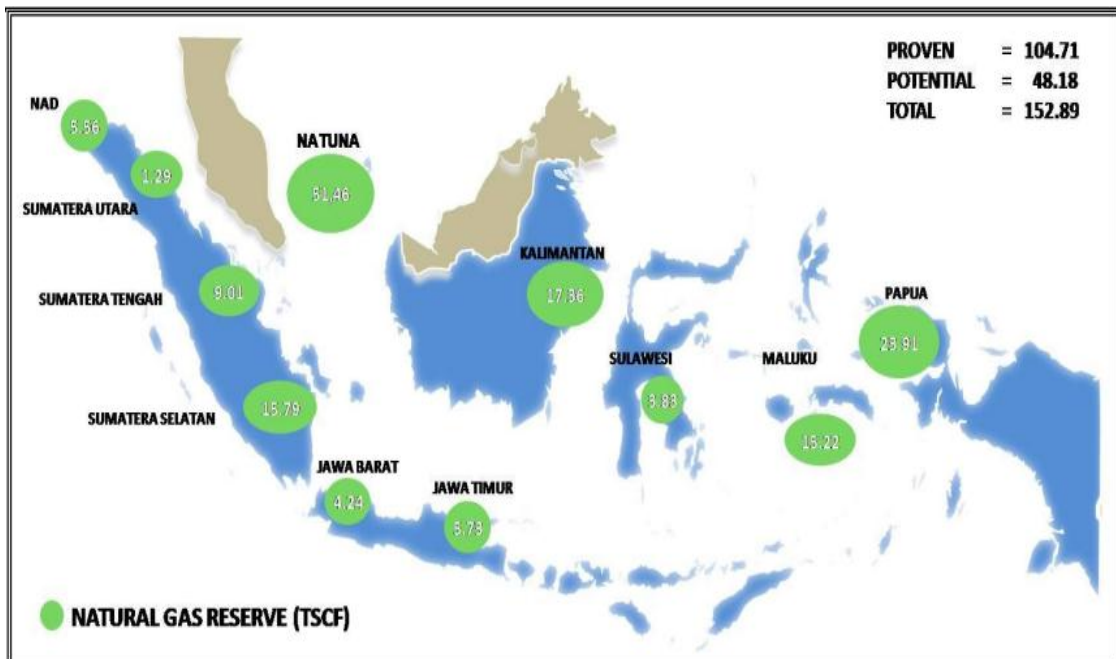 PROVEN = 104.71
POTENTIAL = 48.18
TOTAL = 152.89
NAD
5.56
NATUNA
51.46
1.29
SUMATERA UTARA
KALIMANTAN
17.36
9.01
SUMATERA TENGAH
PAPUA
23.91
SULAWESI
3.83
MALUKU
15.22
15.79
SUMATERA SELATAN
JAWA BARAT
4.24
JAWA TIMUR
5.73
NATURAL GAS RESERVE (TSCF)